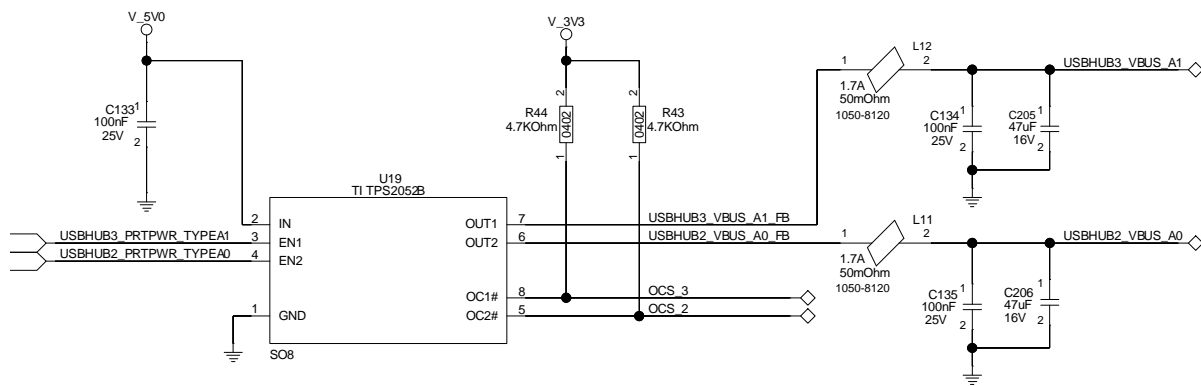 V_5V0
V_3V3
C133
1
100nF
25V
2
2
R44
4.7KOhm
0402
1
2
R43
4.7KOhm
0402
1
L12
1
2
1.7A
50mOhm
1050-8120
USBHUB3_VBUS_A1
1
C134
100nF
25V
2
1
C205
47uF
16V
2
U19
TI TPS2052B
2
IN
OUT1
7
USBHUB3_VBUS_A1_FB
USBHUB3_PRTPWR_TYPEA1
3
EN1
OUT2
6
USBHUB2_VBUS_A0_FB
USBHUB2_PRTPWR_TYPEA0
4
EN2
L11
1
2
1.7A
50mOhm
1050-8120
USBHUB2_VBUS_A0
OC1#
8
OCS_3
1
GND
OC2#
5
OCS_2
SO8
1
C135
100nF
25V
2
1
C206
47uF
16V
2